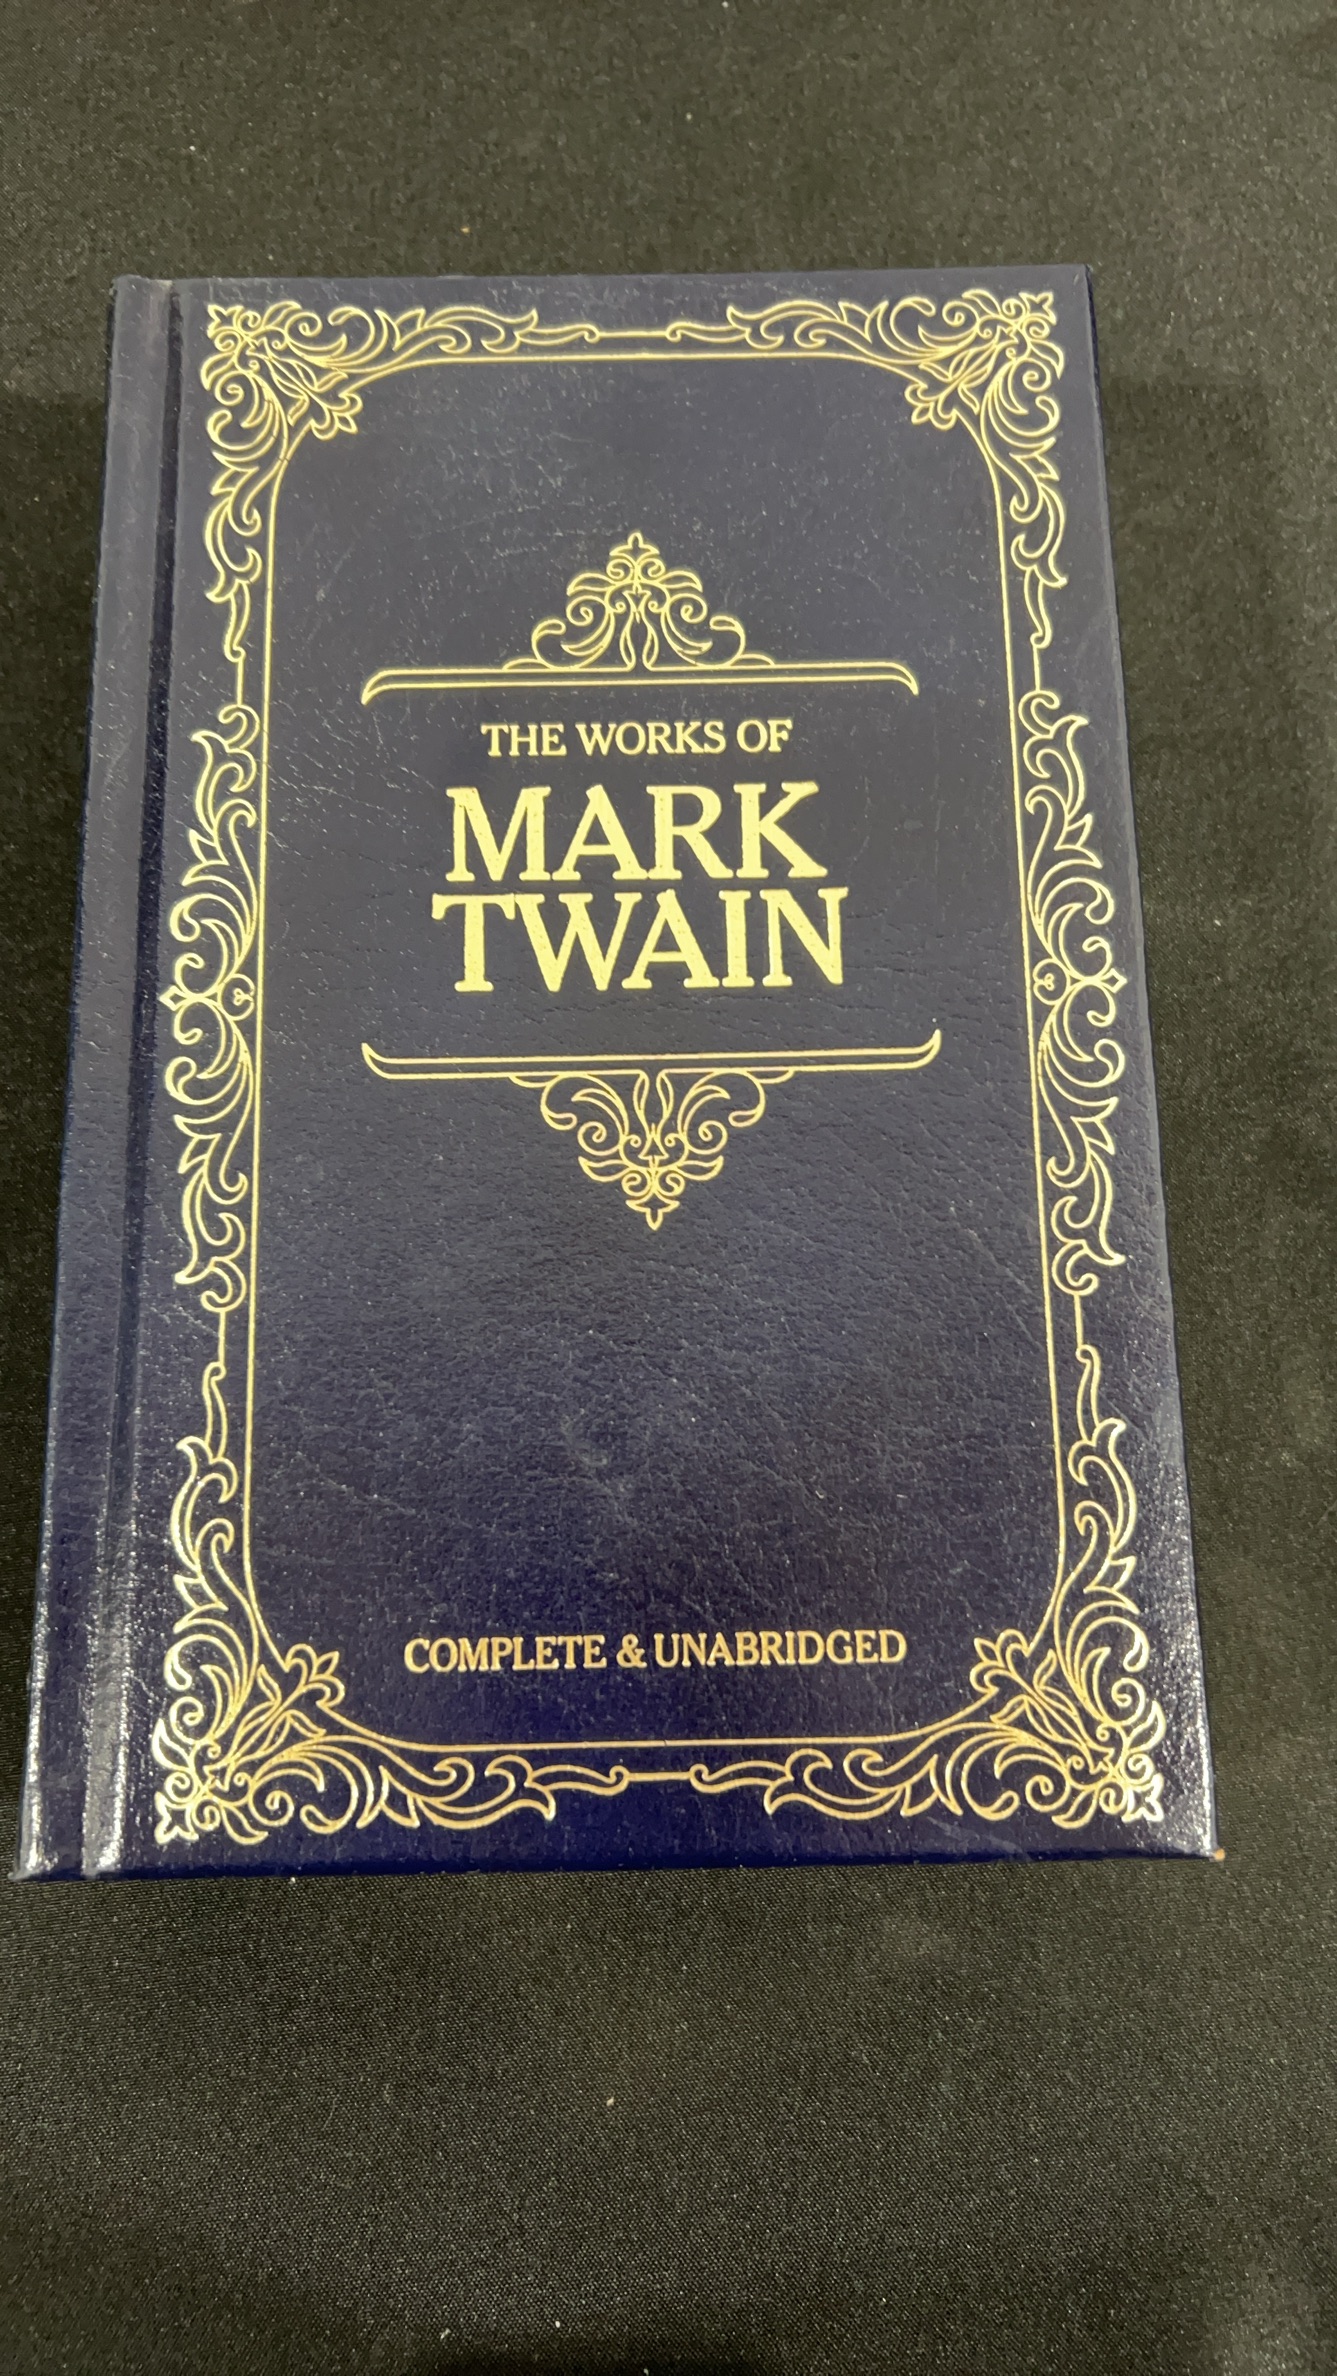 THE WORKS OF
MARK
TWAIN
COMPLETE & UNABRIDGED